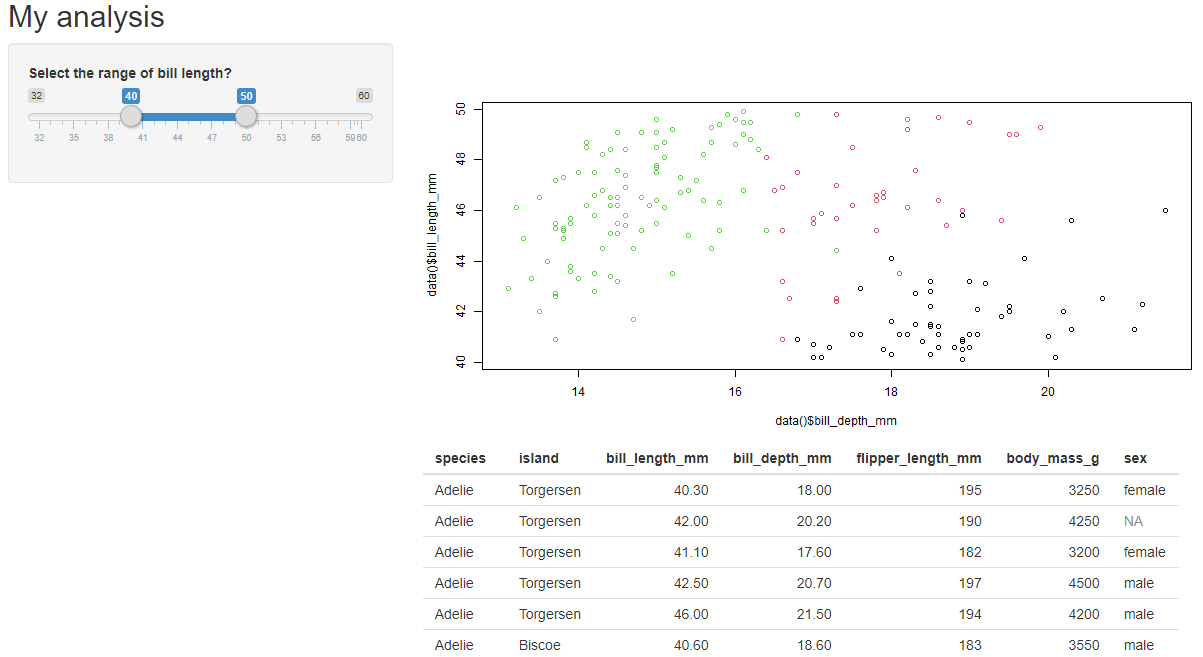 My analysis
Select the range of bill length?
32 40 50 60
32 35 38 41 44 47 50 53 56 59 60
data()$bill_length_mm
50
48
46
44
42
40
14 16 18 20
data()$bill_depth_mm
species island bill_length_mm bill_depth_mm flipper_length_mm body_mass_g sex
Adelie Torgersen 40.30 18.00 195 3250 female
Adelie Torgersen 42.00 20.20 190 4250 NA
Adelie Torgersen 41.10 17.60 182 3200 female
Adelie Torgersen 42.50 20.70 197 4500 male
Adelie Torgersen 46.00 21.50 194 4200 male
Adelie Biscoe 40.60 18.60 183 3550 male